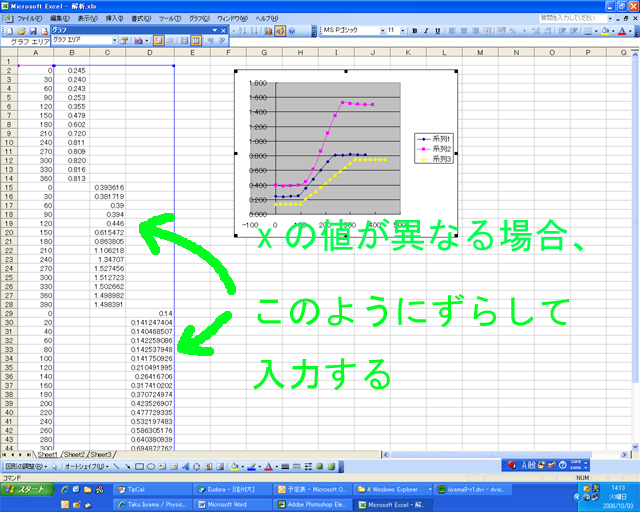 Microsoft Excel - 解析.xls
ファイル(F) 編集(E) 表示(V) 挿入(I) 書式(O) ツール(T) グラフ(C) ウィンドウ(W) ヘルプ(H) 質問を入力してください
グラフ
グラフ エリア
MS Pゴシック 11 B I U
グラフ エリア
A B C D E F G H I J K L M N O P Q
1
2 0 0.245
3 30 0.240
4 60 0.243
5 90 0.253
6 120 0.355
7 150 0.479
8 180 0.602
9 210 0.720
10 240 0.811
11 270 0.809
12 300 0.820
13 330 0.816
14 360 0.813
15 0 0.393616
16 30 0.381719
17 60 0.39
18 90 0.394
19 120 0.446
20 150 0.615472
21 180 0.863805
22 210 1.106218
23 240 1.34707
24 270 1.527456
25 300 1.512723
26 330 1.502662
27 360 1.498982
28 390 1.498391
29 0 0.14
30 20 0.141247404
31 40 0.140468507
32 60 0.142259086
33 80 0.142537948
34 100 0.141750926
35 120 0.210491995
36 140 0.26416706
37 160 0.317410202
38 180 0.370724974
39 200 0.423526907
40 220 0.477729335
41 240 0.532197483
42 260 0.586305176
43 280 0.640380939
44 300 0.694872762
1.800
1.600
1.400
1.200
1.000
0.800
0.600
0.400
0.200
0.000
-100 0 100 200 300 400 500
系列1
系列2
系列3
xの値が異なる場合、
このようにずらして
入力する
Sheet1 Sheet2 Sheet3
図形の調整(R) オートシェイプ(U)
A 般
CAPS
KANA
コマンド
NUM
スタート
TipCal
Eudora - [信州大]
予定表 - Microsoft O...
4 Windows Explorer
iiyama9-r1.dvi - dvio...
Taku Iiyama / Physic...
Microsoft Word
Adobe Photoshop Ele...
Microsoft Excel - 解...
14:13
火曜日
2006/10/03